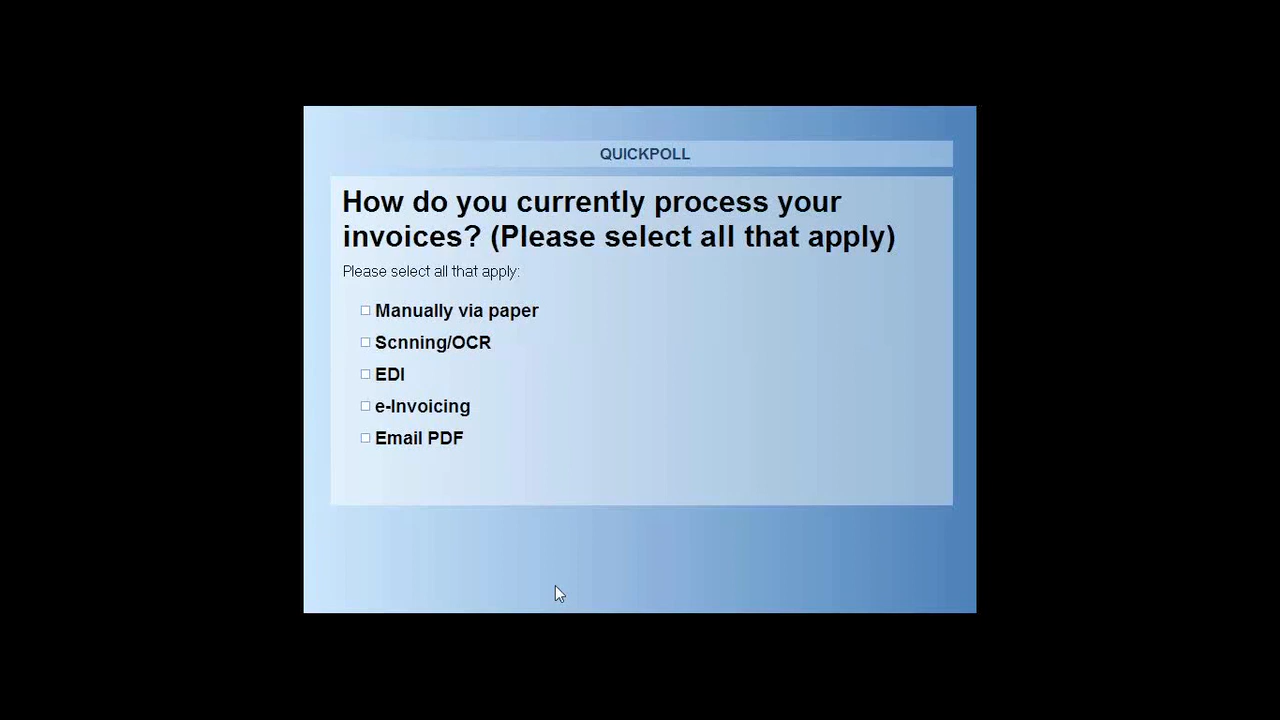 QUICKPOLL
How do you currently process your
invoices? (Please select all that apply)
Please select all that apply:
Manually via paper
Scnning/OCR
EDI
e-Invoicing
Email PDF